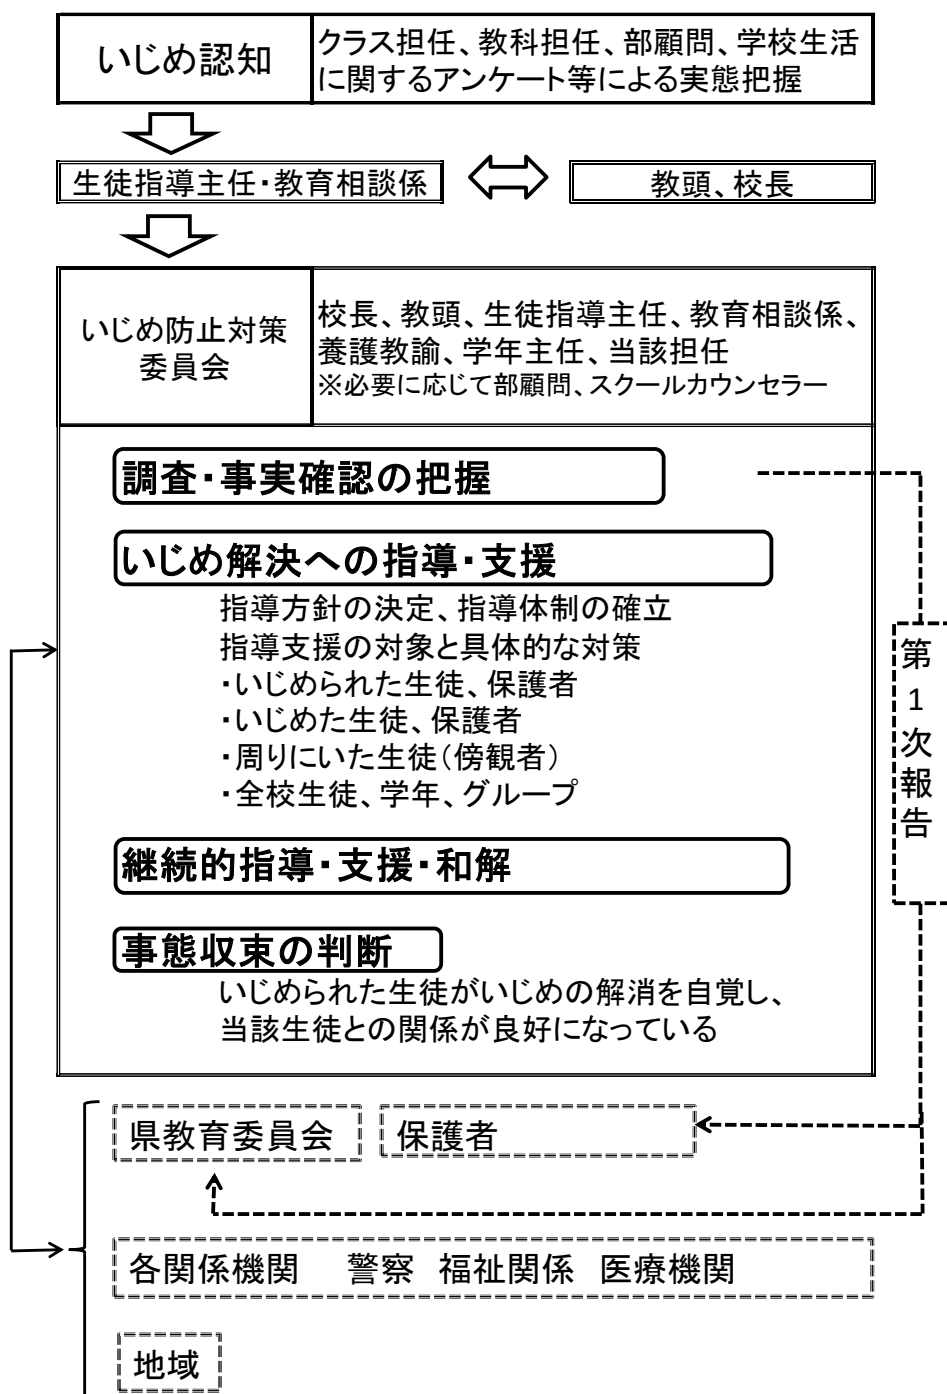 いじめ認知
クラス担任、教科担任、部顧問、学校生活
に関するアンケート等による実態把握
生徒指導主任・教育相談係
教頭、校長
いじめ防止対策
委員会
校長、教頭、生徒指導主任、教育相談係、
養護教諭、学年主任、当該担任
※必要に応じて部顧問、スクールカウンセラー
調査・事実確認の把握
いじめ解決への指導・支援
指導方針の決定、指導体制の確立
指導支援の対象と具体的な対策
・いじめられた生徒、保護者
・いじめた生徒、保護者
・周りにいた生徒（傍観者）
・全校生徒、学年、グループ
継続的指導・支援・和解
事態収束の判断
いじめられた生徒がいじめの解消を自覚し、
当該生徒との関係が良好になっている
第1次報告
県教育委員会
保護者
各関係機関 警察 福祉関係 医療機関
地域